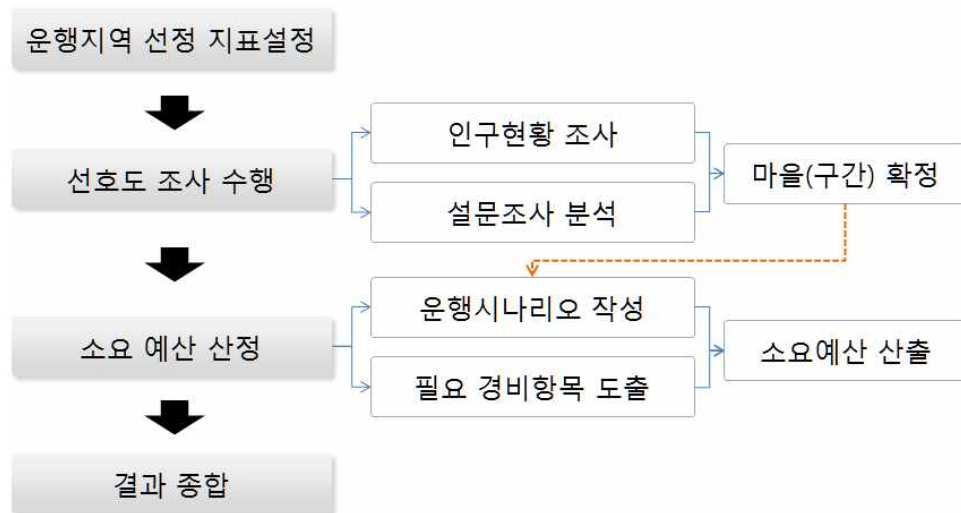 운행지역 선정 지표설정
선호도 조사 수행
인구현황 조사
설문조사 분석
마을(구간) 확정
소요 예산 산정
운행시나리오 작성
필요 경비항목 도출
소요예산 산출
결과 종합